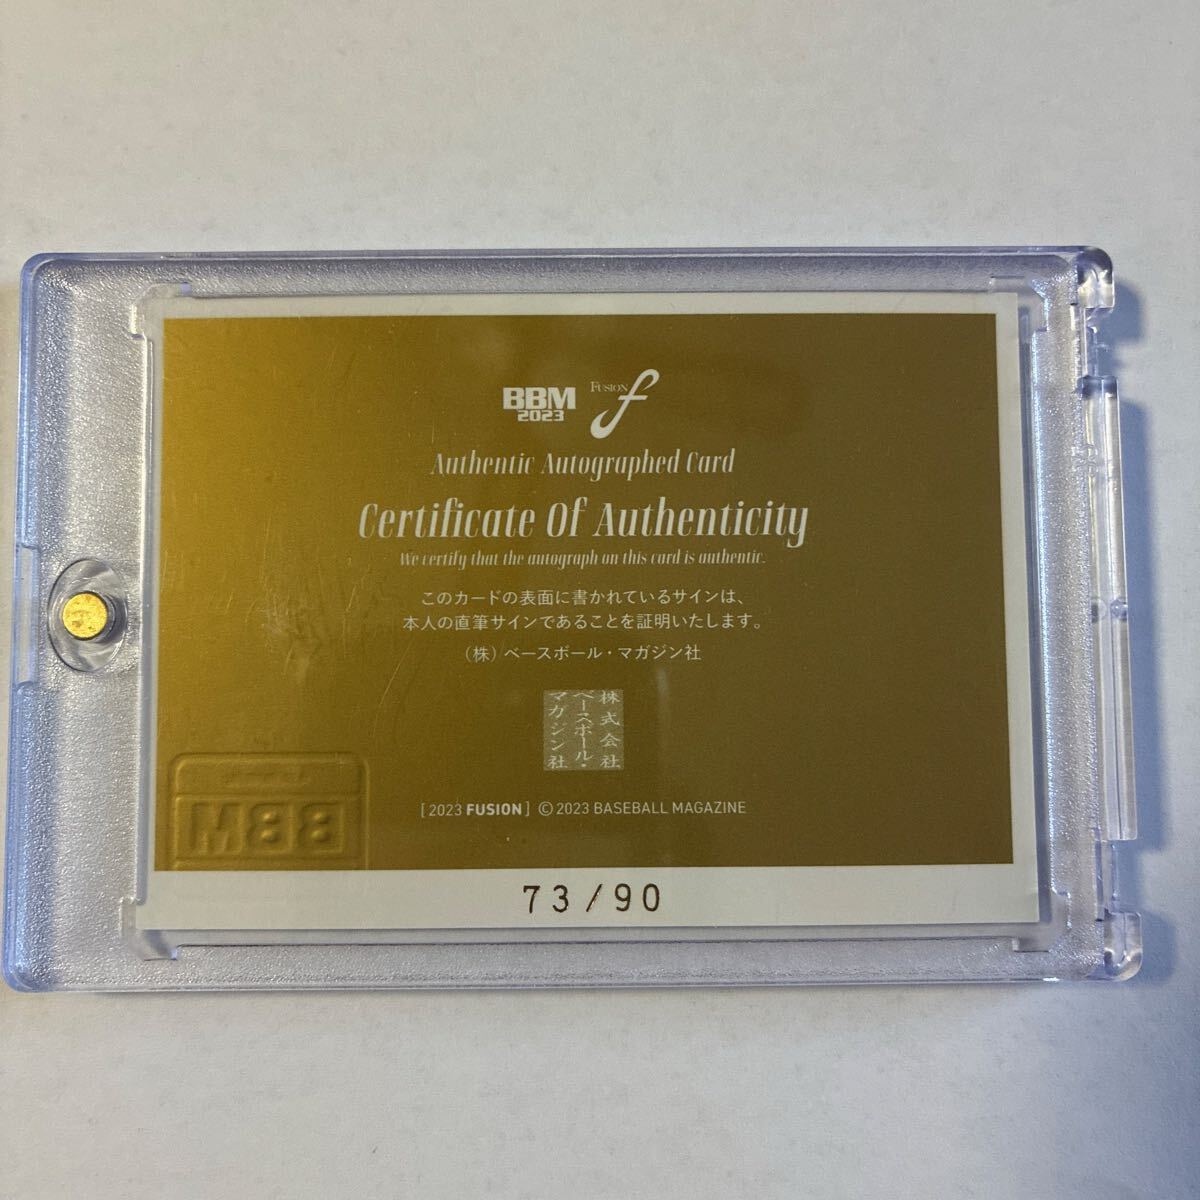 BBM
2023
FUSION f
Authentic Autographed Card
Certificate Of Authenticity
We certify that the autograph on this card is authentic.
このカードの表面に書かれているサインは、
本人の直筆サインであることを証明いたします。
（株）ベースボール・マガジン社
株式会社
ベースボール・
マガジン社
[2023 FUSION] © 2023 BASEBALL MAGAZINE
BBM
73/90